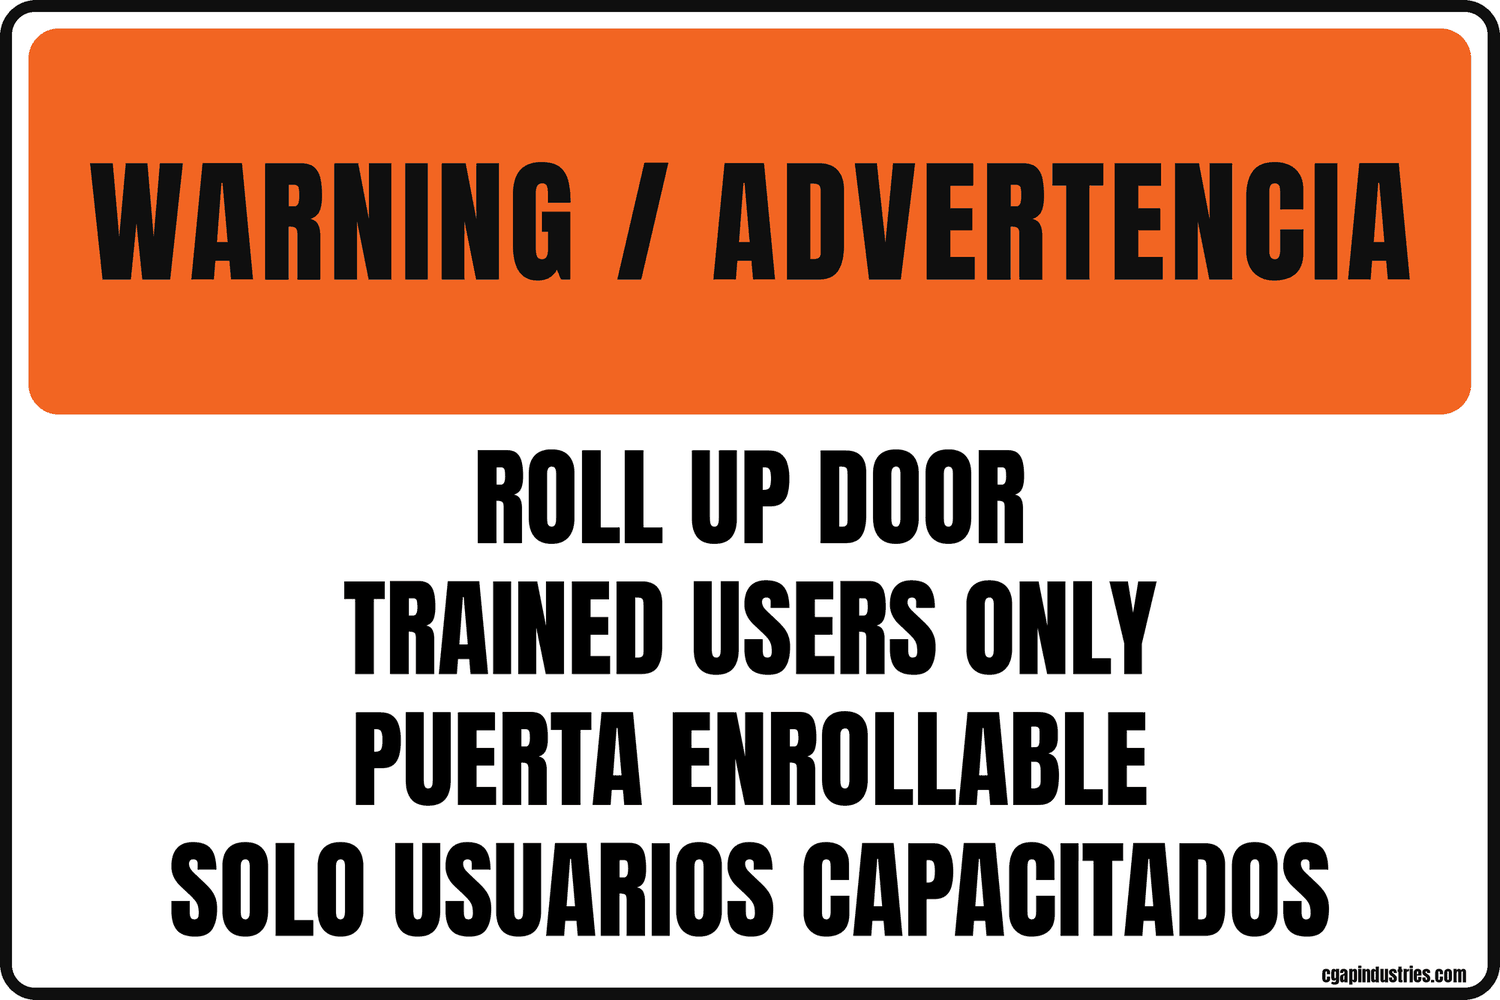 WARNING / ADVERTENCIA
ROLL UP DOOR
TRAINED USERS ONLY
PUERTA ENROLLABLE
SOLO USUARIOS CAPACITADOS
cgapindustries.com